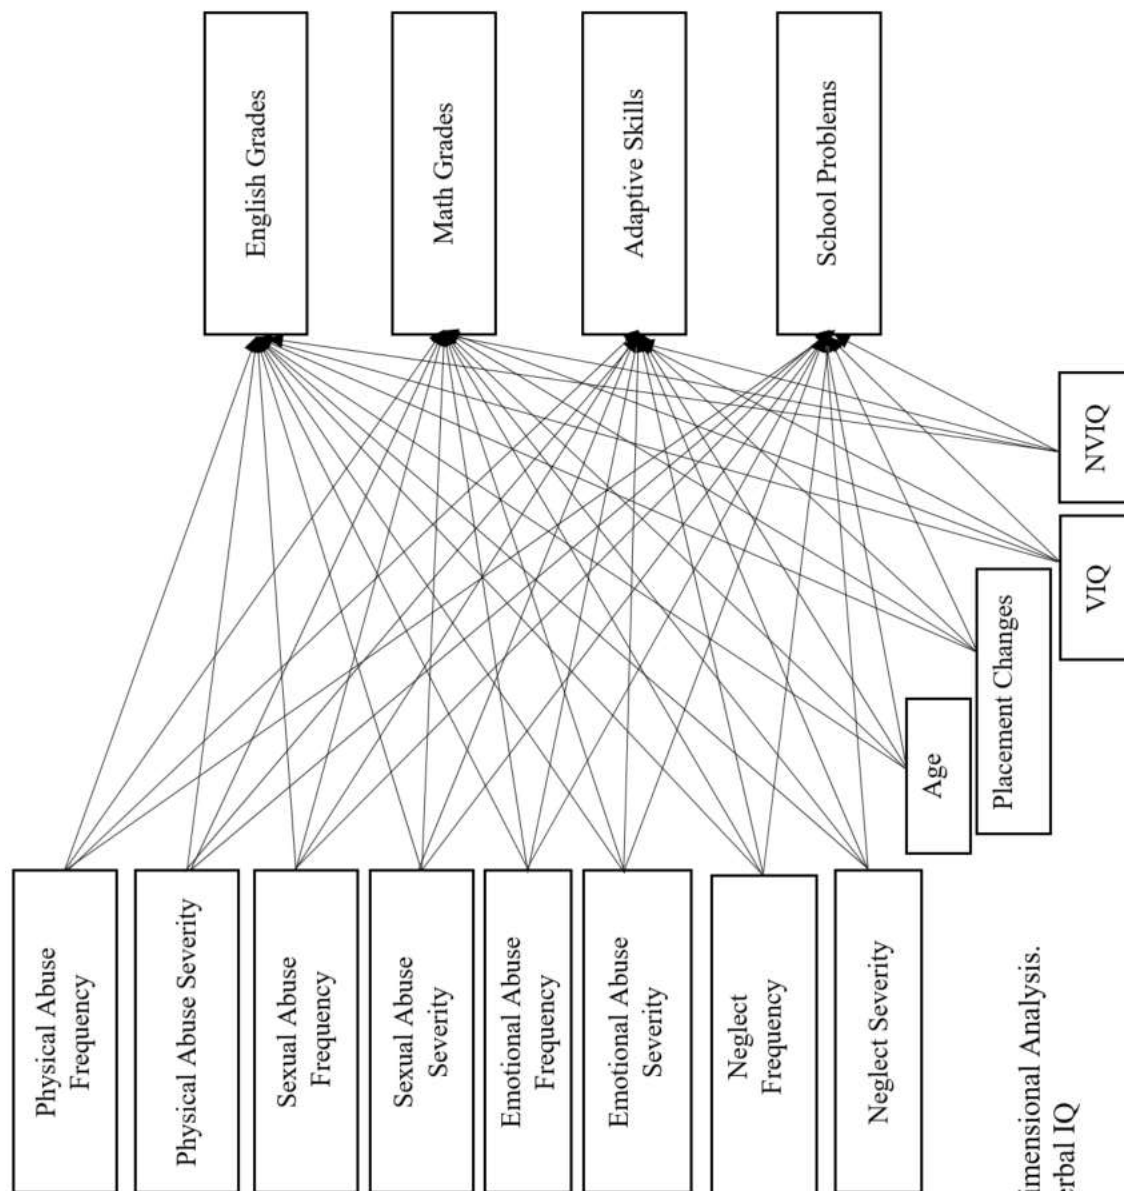 Physical Abuse
Frequency
Physical Abuse Severity
Sexual Abuse
Frequency
Sexual Abuse
Severity
Emotional Abuse
Frequency
Emotional Abuse
Severity
Neglect
Frequency
Neglect Severity
Age
Placement Changes
VIQ
NVIQ
English Grades
Math Grades
Adaptive Skills
School Problems
imensional Analysis.
erbal IQ